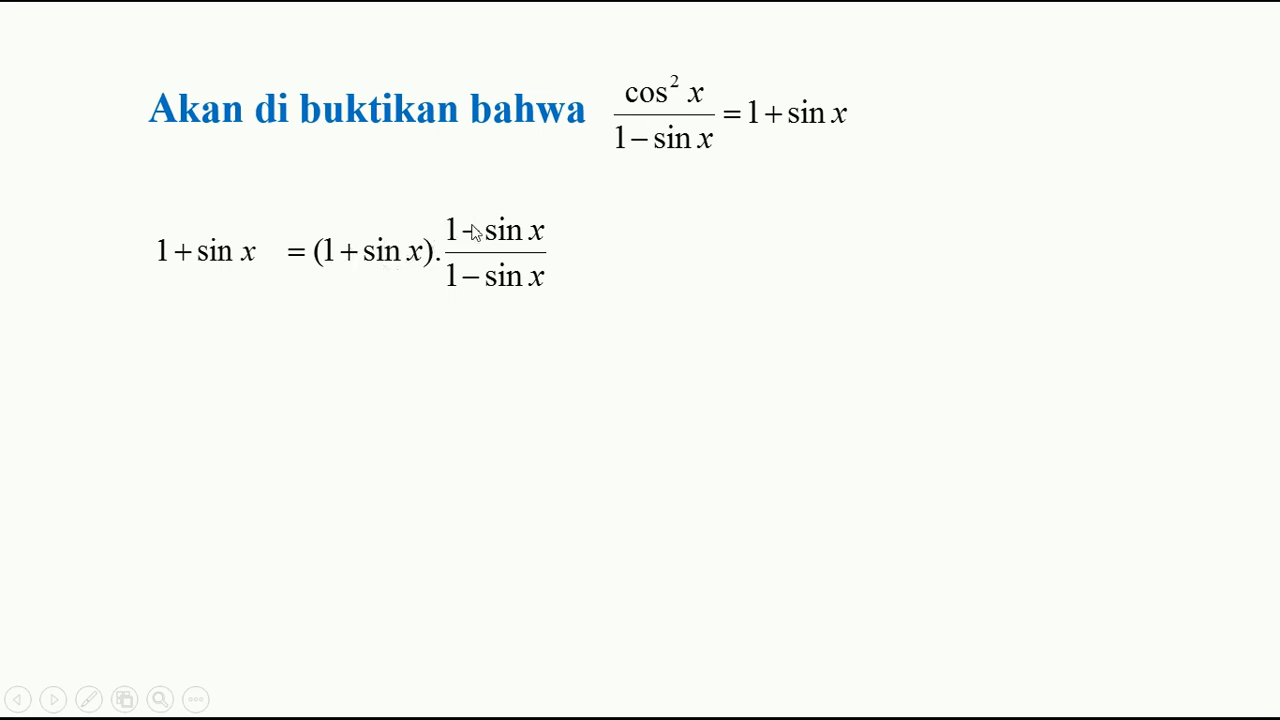 Akan di buktikan bahwa cos² x / 1 − sin x = 1 + sin x
1 + sin x = (1 + sin x). 1 − sin x / 1 − sin x